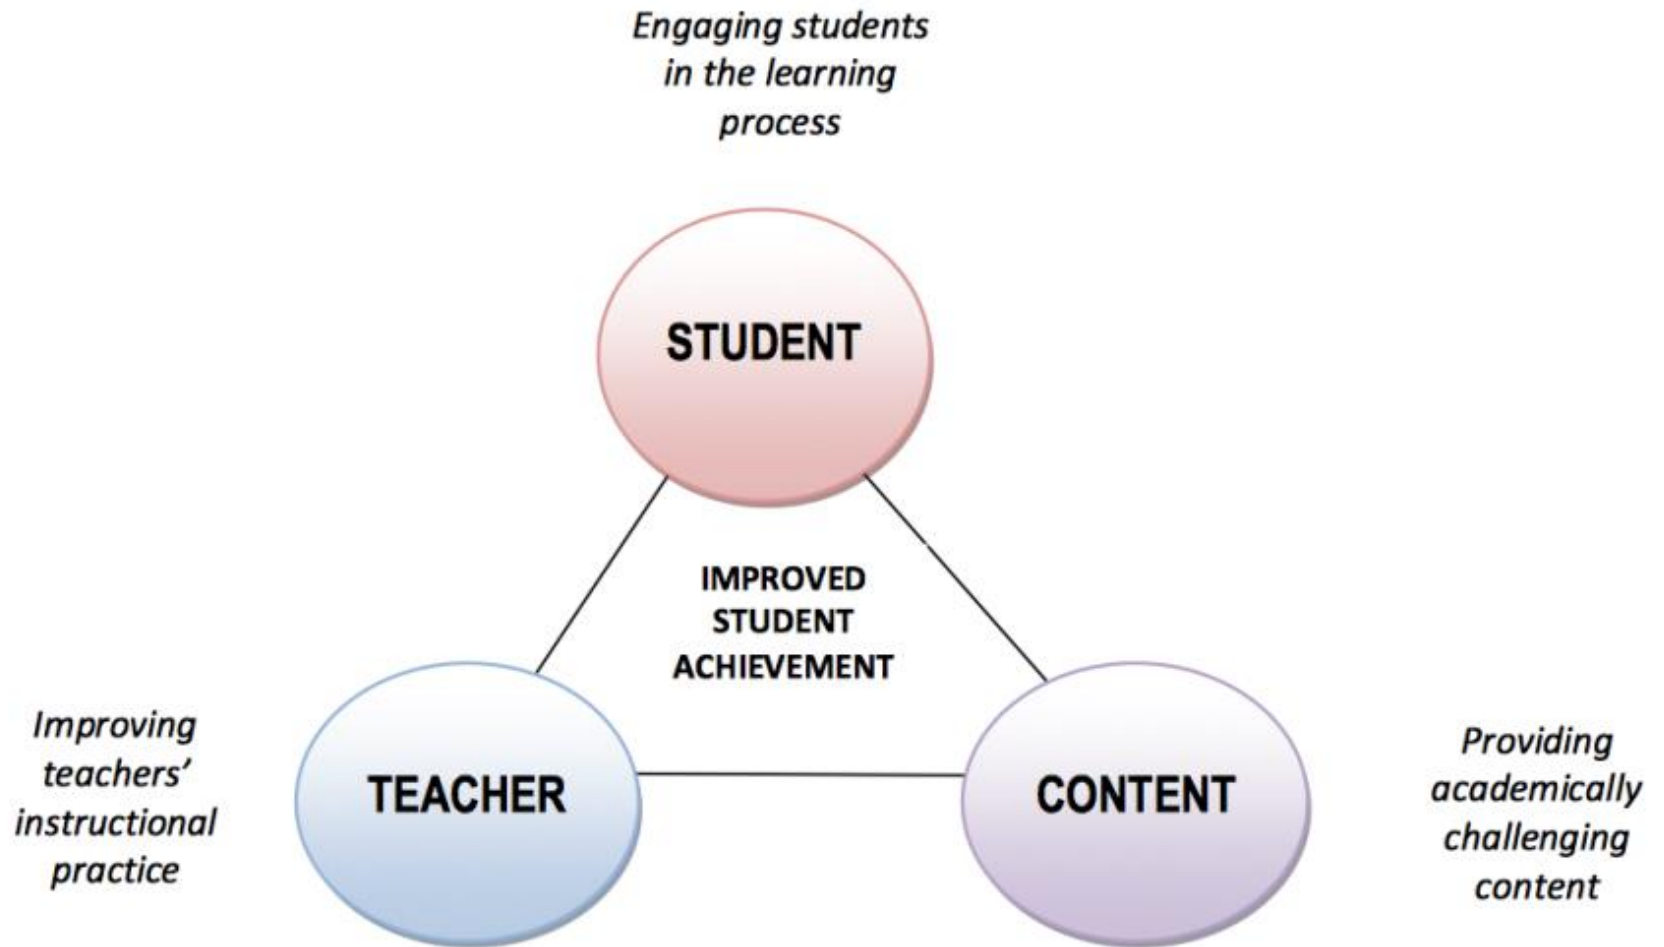 Engaging students
in the learning
process
STUDENT
IMPROVED
STUDENT
ACHIEVEMENT
Improving
teachers’
instructional
practice
TEACHER
CONTENT
Providing
academically
challenging
content